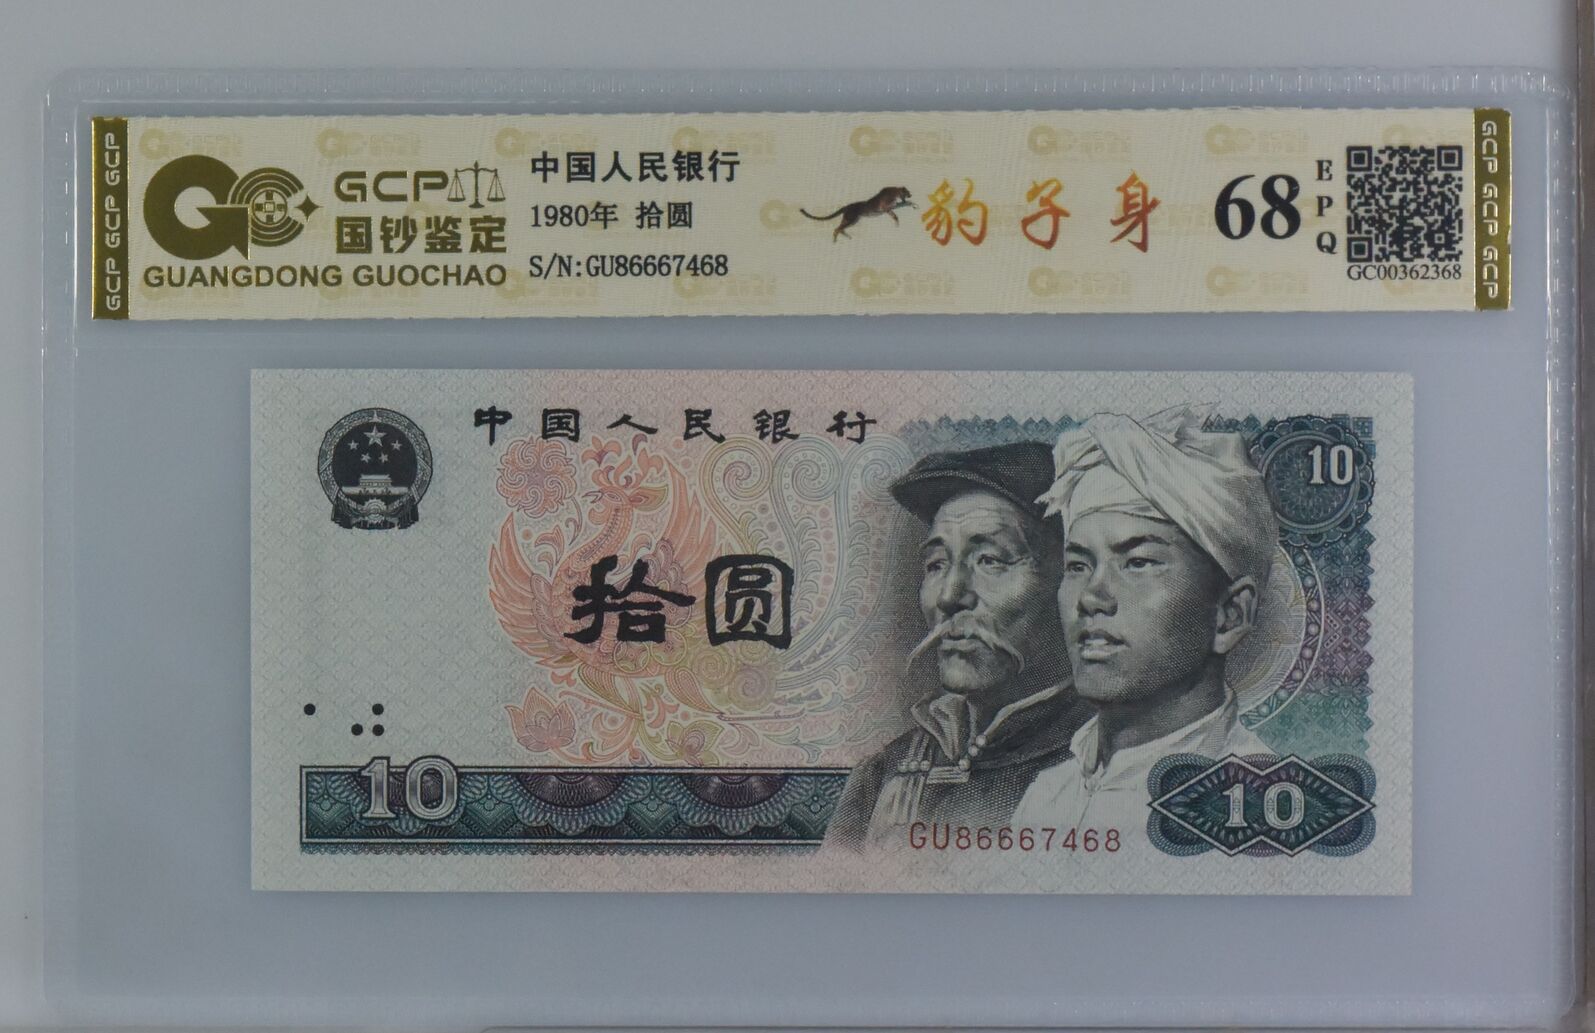 GCP GCP GCP
GCP
国钞鉴定
GUANGDONG GUOCHAO
中国人民银行
1980年 拾圆
S/N:GU86667468
豹子身
68
EPQ
GC00362368
GCP GCP GCP
中国人民银行
10
拾圆
10
GU86667468
10